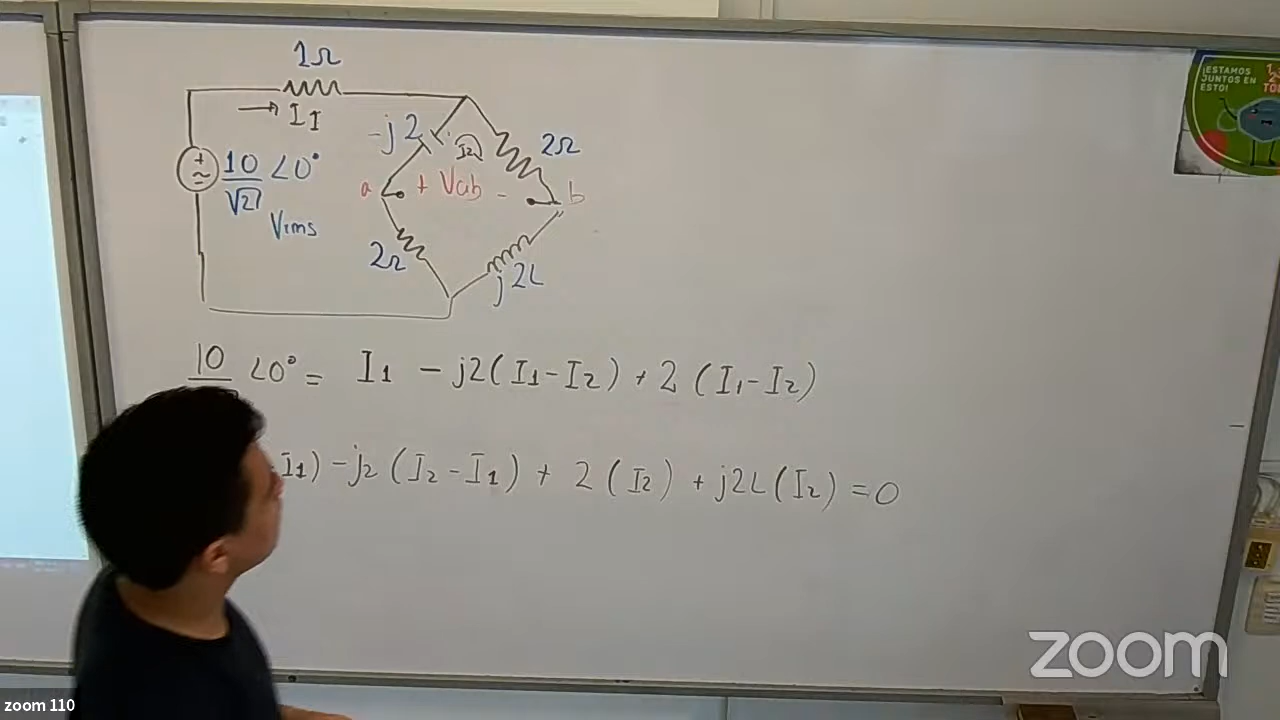 1Ω
I1
-j2
I2
2Ω
10/√2 ∠0°
Vrms
a + Vab - b
2Ω
j2L
10 ∠0° = I1 - j2(I1-I2) + 2(I1-I2)
I1) - j2(I2-I1) + 2(I2) + j2L(I2) = 0
¡ESTAMOS
JUNTOS EN
ESTO!
zoom
zoom 110